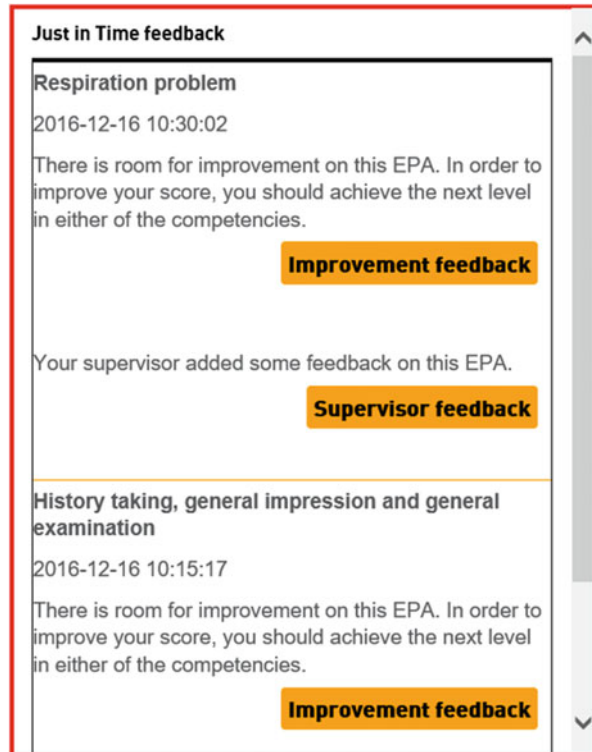 Just in Time feedback
Respiration problem
2016-12-16 10:30:02
There is room for improvement on this EPA. In order to
improve your score, you should achieve the next level
in either of the competencies.
Improvement feedback
Your supervisor added some feedback on this EPA.
Supervisor feedback
History taking, general impression and general
examination
2016-12-16 10:15:17
There is room for improvement on this EPA. In order to
improve your score, you should achieve the next level
in either of the competencies.
Improvement feedback